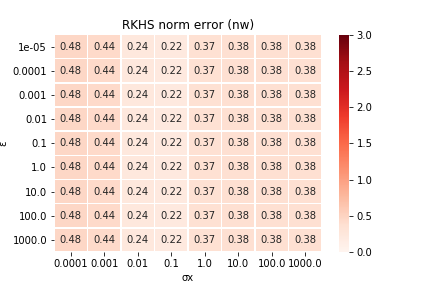 RKHS norm error (nw)
1e-05 0.48 0.44 0.24 0.22 0.37 0.38 0.38 0.38
0.0001 0.48 0.44 0.24 0.22 0.37 0.38 0.38 0.38
0.001 0.48 0.44 0.24 0.22 0.37 0.38 0.38 0.38
0.01 0.48 0.44 0.24 0.22 0.37 0.38 0.38 0.38
0.1 0.48 0.44 0.24 0.22 0.37 0.38 0.38 0.38
1.0 0.48 0.44 0.24 0.22 0.37 0.38 0.38 0.38
10.0 0.48 0.44 0.24 0.22 0.37 0.38 0.38 0.38
100.0 0.48 0.44 0.24 0.22 0.37 0.38 0.38 0.38
1000.0 0.48 0.44 0.24 0.22 0.37 0.38 0.38 0.38
0.0001 0.001 0.01 0.1 1.0 10.0 100.0 1000.0
σx
ε
3.0
2.5
2.0
1.5
1.0
0.5
0.0